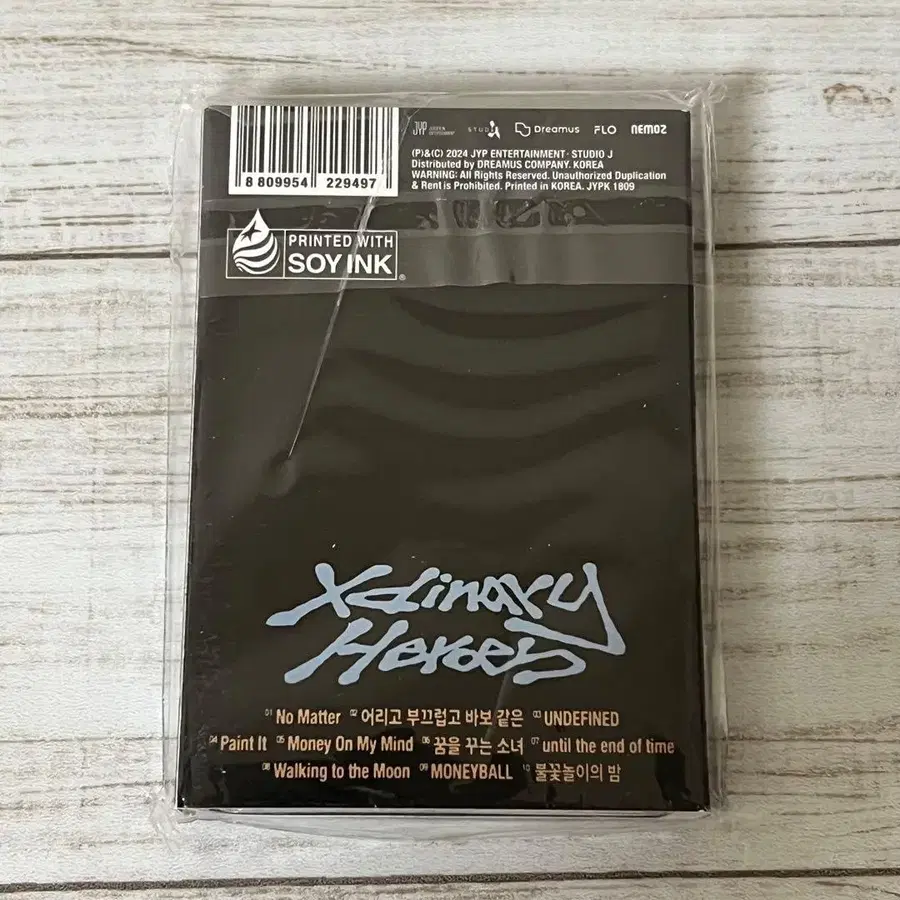 JYP STUDIO J Dreamus FLO NEMOZ
(P)&(C) 2024 JYP ENTERTAINMENT · STUDIO J
Distributed by DREAMUS COMPANY. KOREA
WARNING: All Rights Reserved. Unauthorized Duplication
& Rent is Prohibited. Printed in KOREA. JYPK 1809
8 809954 229497
PRINTED WITH
SOY INK ®
Xdinary
Heroes
01 No Matter 02 어리고 부끄럽고 바보 같은 03 UNDEFINED
04 Paint It 05 Money On My Mind 06 꿈을 꾸는 소녀 07 until the end of time
08 Walking to the Moon 09 MONEYBALL 10 불꽃놀이의 밤